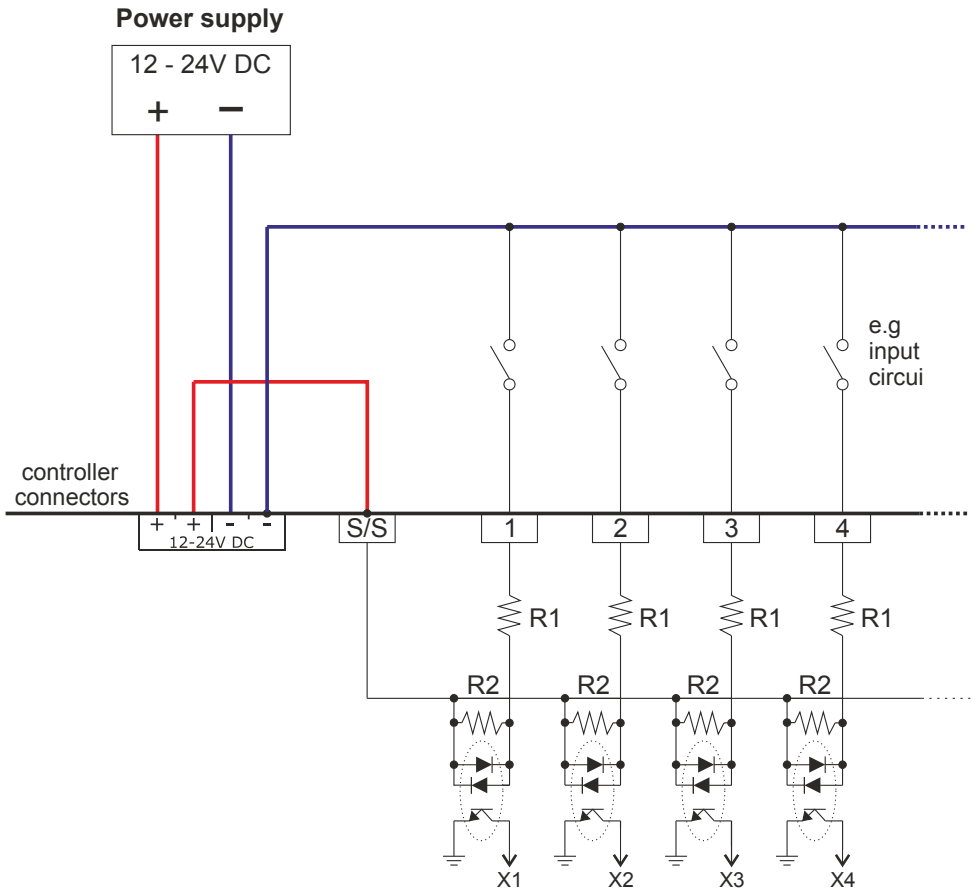 Power supply
12 - 24V DC
+ −
e.g
input
circui
controller
connectors
+ + - -
12-24V DC
S/S
1
2
3
4
R1
R1
R1
R1
R2
R2
R2
R2
X1
X2
X3
X4